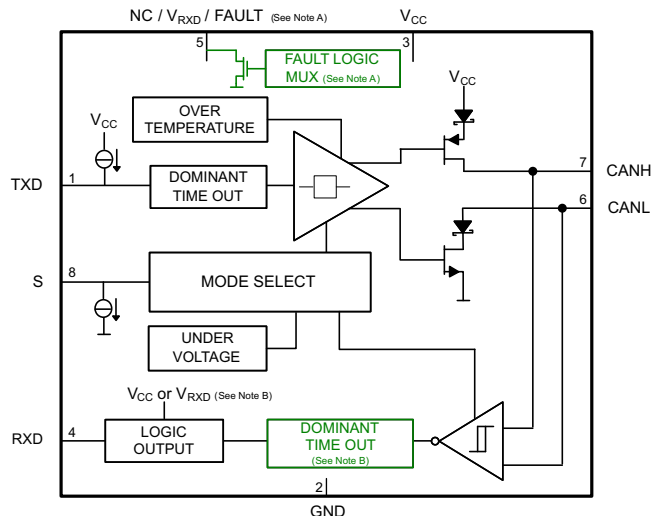 NC / VRXD / FAULT (See Note A)
VCC
5
3
FAULT LOGIC
MUX (See Note A)
VCC
OVER
TEMPERATURE
VCC
TXD
1
DOMINANT
TIME OUT
7
CANH
6
CANL
S
8
MODE SELECT
UNDER
VOLTAGE
VCC or VRXD (See Note B)
RXD
4
LOGIC
OUTPUT
DOMINANT
TIME OUT
(See Note B)
2
GND